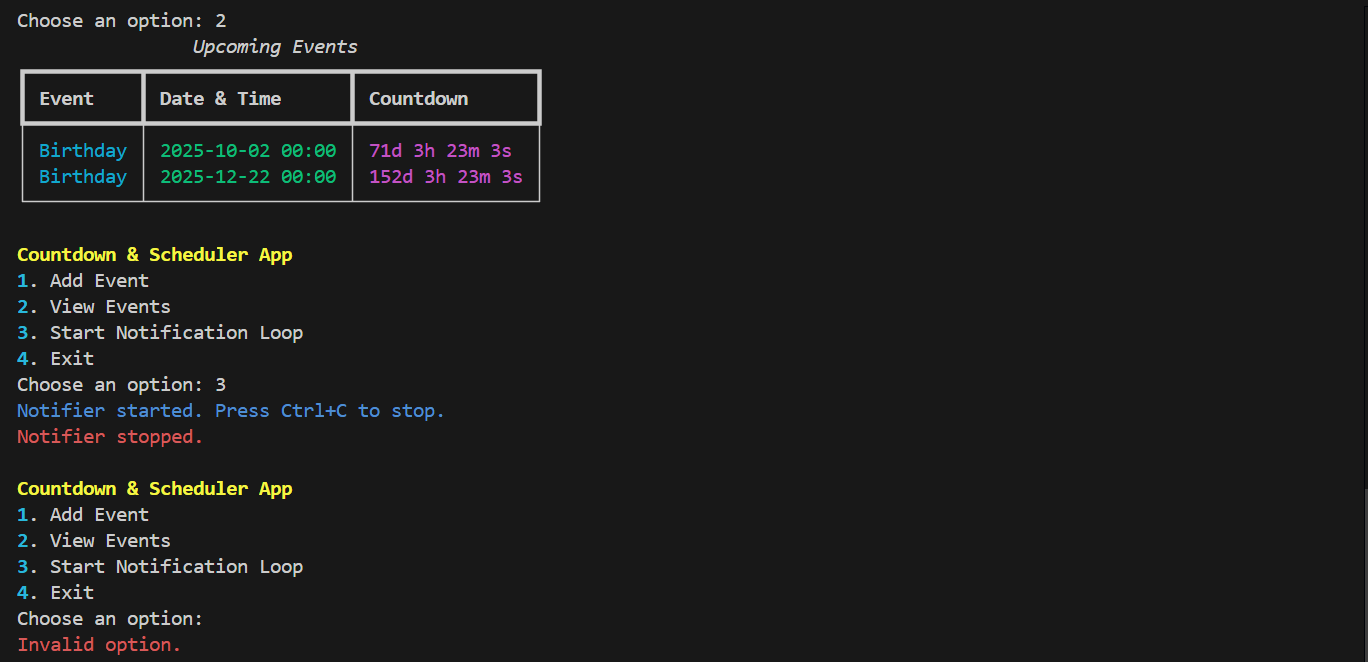 Choose an option: 2
Upcoming Events
Event Date & Time Countdown
Birthday 2025-10-02 00:00 71d 3h 23m 3s
Birthday 2025-12-22 00:00 152d 3h 23m 3s
Countdown & Scheduler App
1. Add Event
2. View Events
3. Start Notification Loop
4. Exit
Choose an option: 3
Notifier started. Press Ctrl+C to stop.
Notifier stopped.
Countdown & Scheduler App
1. Add Event
2. View Events
3. Start Notification Loop
4. Exit
Choose an option:
Invalid option.